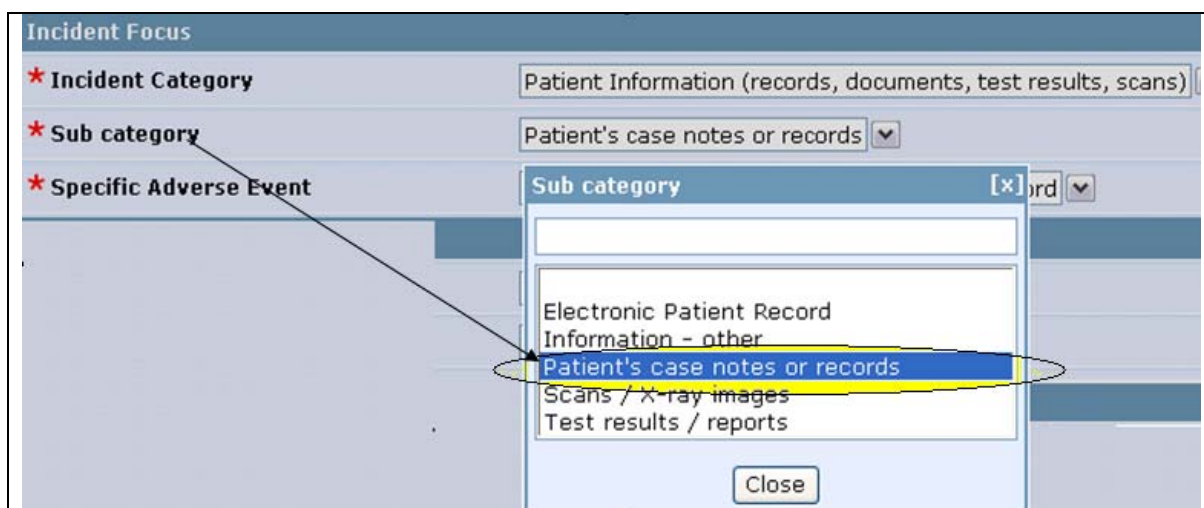 Incident Focus
* Incident Category
Patient Information (records, documents, test results, scans)
* Sub category
Patient's case notes or records
* Specific Adverse Event
Sub category [x]
Electronic Patient Record
Information - other
Patient's case notes or records
Scans / X-ray images
Test results / reports
Close